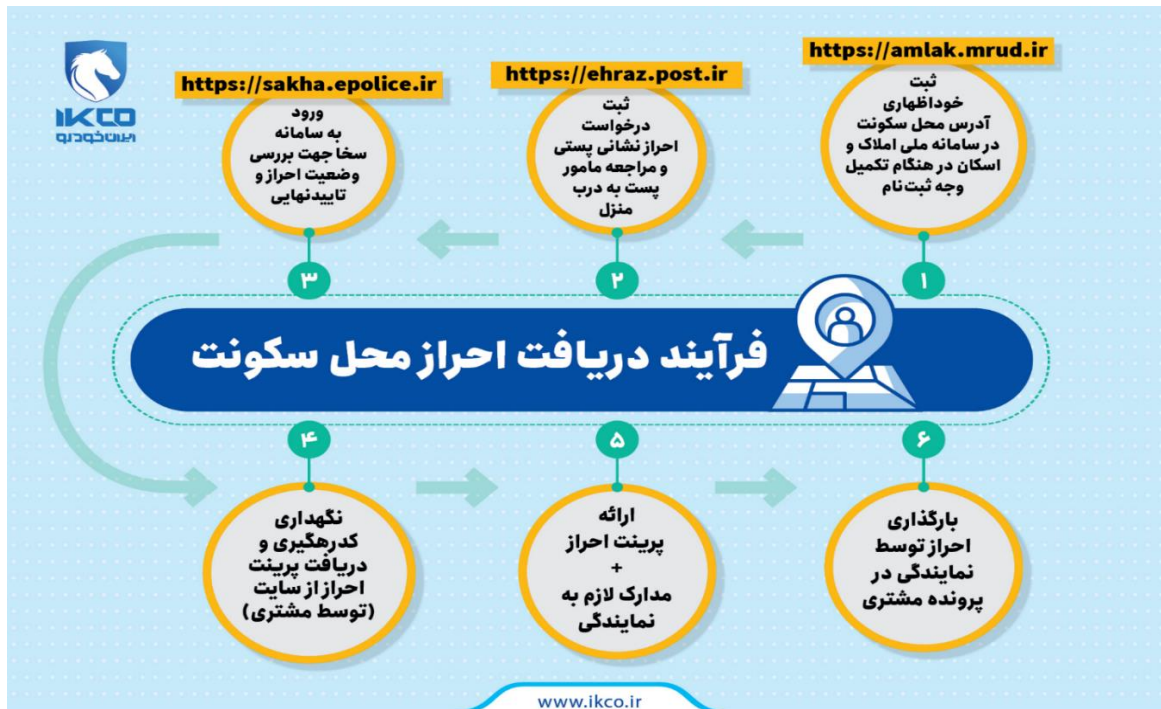 IKCO
ایران‌خودرو
https://amlak.mrud.ir
ثبت
خوداظهاری
آدرس محل سکونت
در سامانه ملی املاک و
اسکان در هنگام تکمیل
وجه ثبت‌نام
۱
https://ehraz.post.ir
ثبت
درخواست
احراز نشانی پستی
و مراجعه مامور
پست به درب
منزل
۲
https://sakha.epolice.ir
ورود
به سامانه
سخا جهت بررسی
وضعیت احراز و
تاییدنهایی
۳
فرآیند دریافت احراز محل سکونت
۴
نگهداری
کدرهگیری و
دریافت پرینت
احراز از سایت
(توسط مشتری)
۵
ارائه
پرینت احراز
+
مدارک لازم به
نمایندگی
۶
بارگذاری
احراز توسط
نمایندگی در
پرونده مشتری
www.ikco.ir